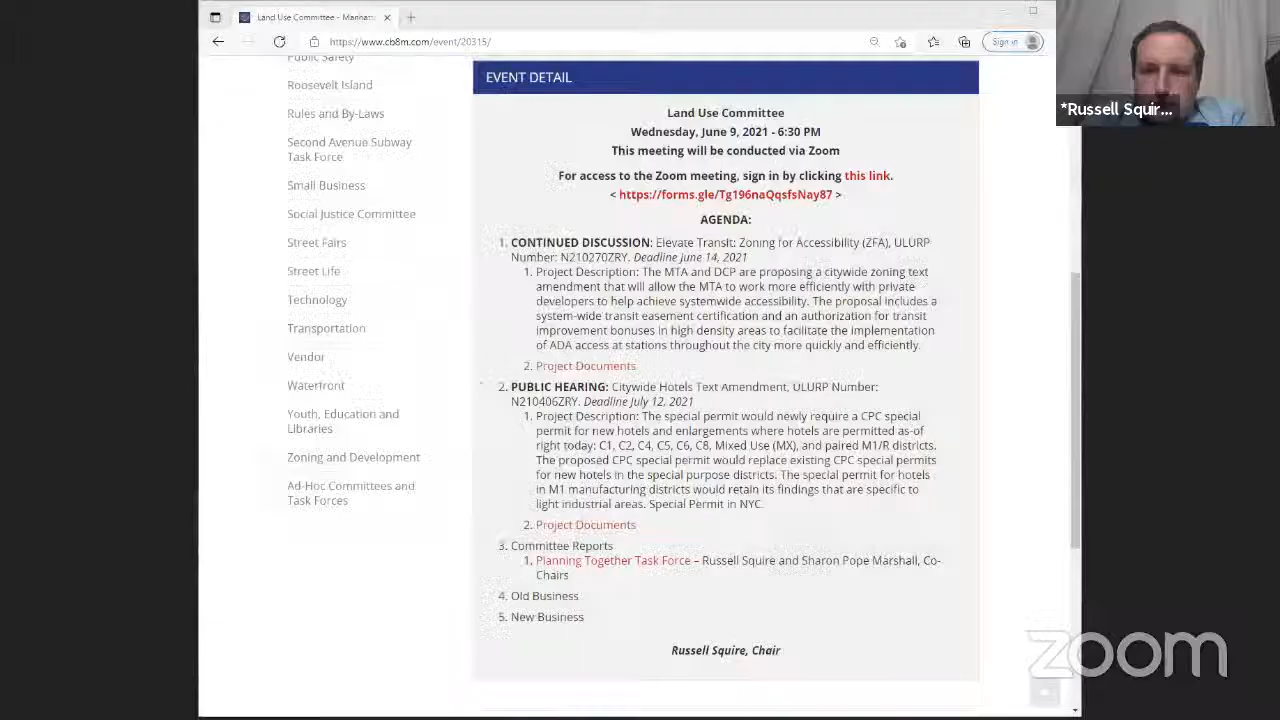 Land Use Committee - Manhat
https://www.cb8m.com/event/20315/
Sign in
Public Safety
Roosevelt Island
Rules and By-Laws
Second Avenue Subway
Task Force
Small Business
Social Justice Committee
Street Fairs
Street Life
Technology
Transportation
Vendor
Waterfront
Youth, Education and
Libraries
Zoning and Development
Ad-Hoc Committees and
Task Forces
EVENT DETAIL
Land Use Committee
Wednesday, June 9, 2021 - 6:30 PM
This meeting will be conducted via Zoom
For access to the Zoom meeting, sign in by clicking this link.
< https://forms.gle/Tg196naQqsfsNay87 >
AGENDA:
1. CONTINUED DISCUSSION: Elevate Transit: Zoning for Accessibility (ZFA), ULURP
Number: N210270ZRY. Deadline June 14, 2021
1. Project Description: The MTA and DCP are proposing a citywide zoning text
amendment that will allow the MTA to work more efficiently with private
developers to help achieve systemwide accessibility. The proposal includes a
system-wide transit easement certification and an authorization for transit
improvement bonuses in high density areas to facilitate the implementation
of ADA access at stations throughout the city more quickly and efficiently.
2. Project Documents
2. PUBLIC HEARING: Citywide Hotels Text Amendment, ULURP Number:
N210406ZRY. Deadline July 12, 2021
1. Project Description: The special permit would newly require a CPC special
permit for new hotels and enlargements where hotels are permitted as-of
right today: C1, C2, C4, C5, C6, C8, Mixed Use (MX), and paired M1/R districts.
The proposed CPC special permit would replace existing CPC special permits
for new hotels in the special purpose districts. The special permit for hotels
in M1 manufacturing districts would retain its findings that are specific to
light industrial areas. Special Permit in NYC.
2. Project Documents
3. Committee Reports
1. Planning Together Task Force – Russell Squire and Sharon Pope Marshall, Co-
Chairs
4. Old Business
5. New Business
Russell Squire, Chair
*Russell Squir...
zoom